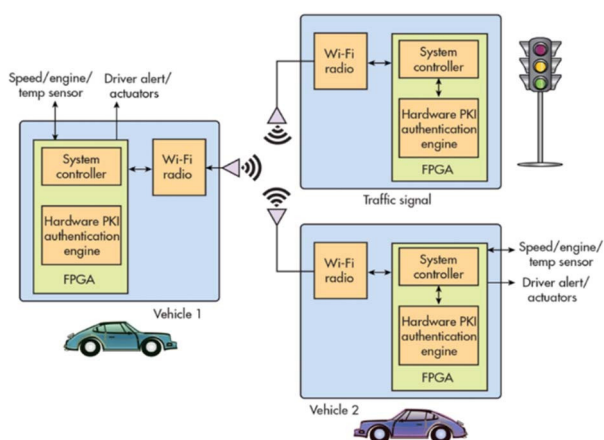 Speed/engine/
temp sensor
Driver alert/
actuators
System
controller
Hardware PKI
authentication
engine
FPGA
Wi-Fi
radio
Vehicle 1
Wi-Fi
radio
System
controller
Hardware PKI
authentication
engine
FPGA
Traffic signal
Wi-Fi
radio
System
controller
Hardware PKI
authentication
engine
FPGA
Speed/engine/
temp sensor
Driver alert/
actuators
Vehicle 2